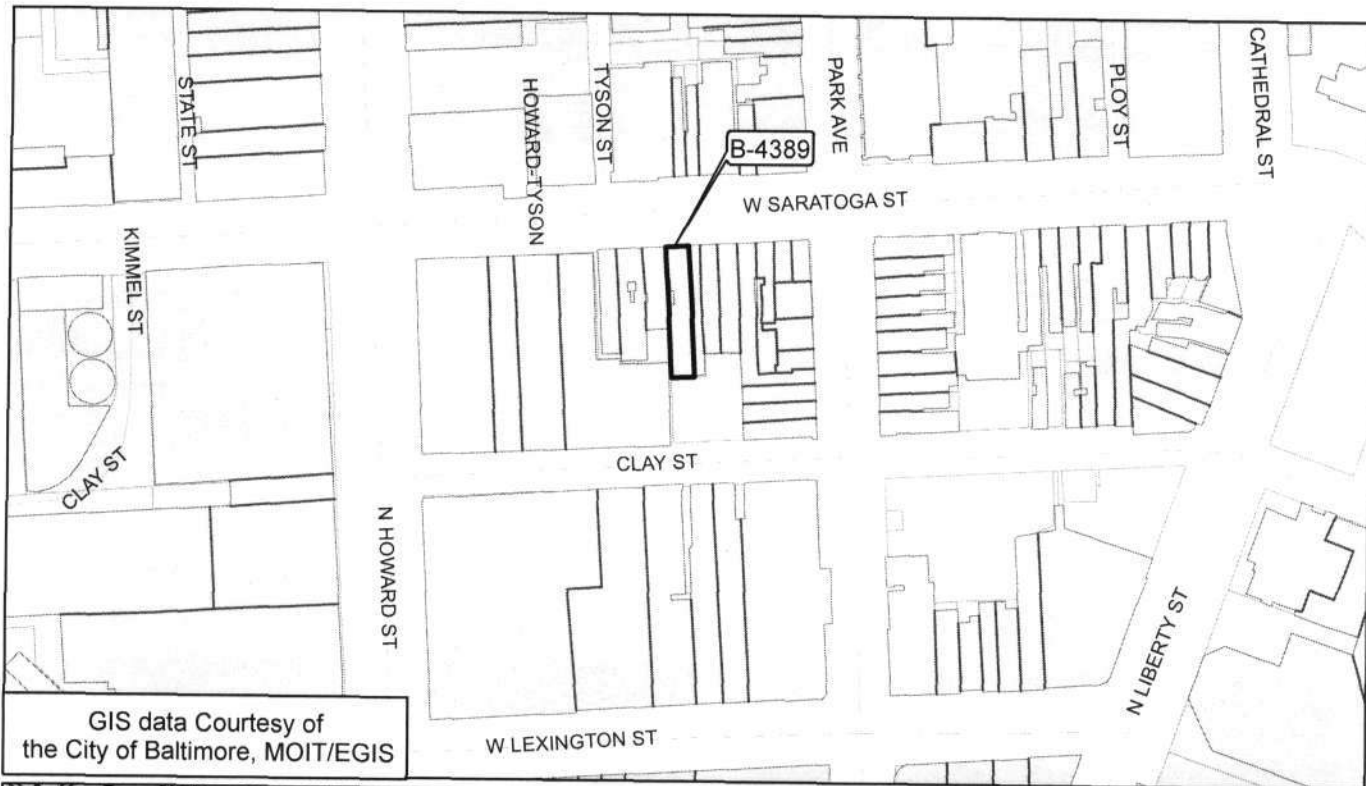 STATE ST
HOWARD-TYSON
TYSON ST
PARK AVE
PLOY ST
CATHEDRAL ST
B-4389
W SARATOGA ST
KIMMEL ST
CLAY ST
CLAY ST
N HOWARD ST
N LIBERTY ST
W LEXINGTON ST
GIS data Courtesy of
the City of Baltimore, MOIT/EGIS